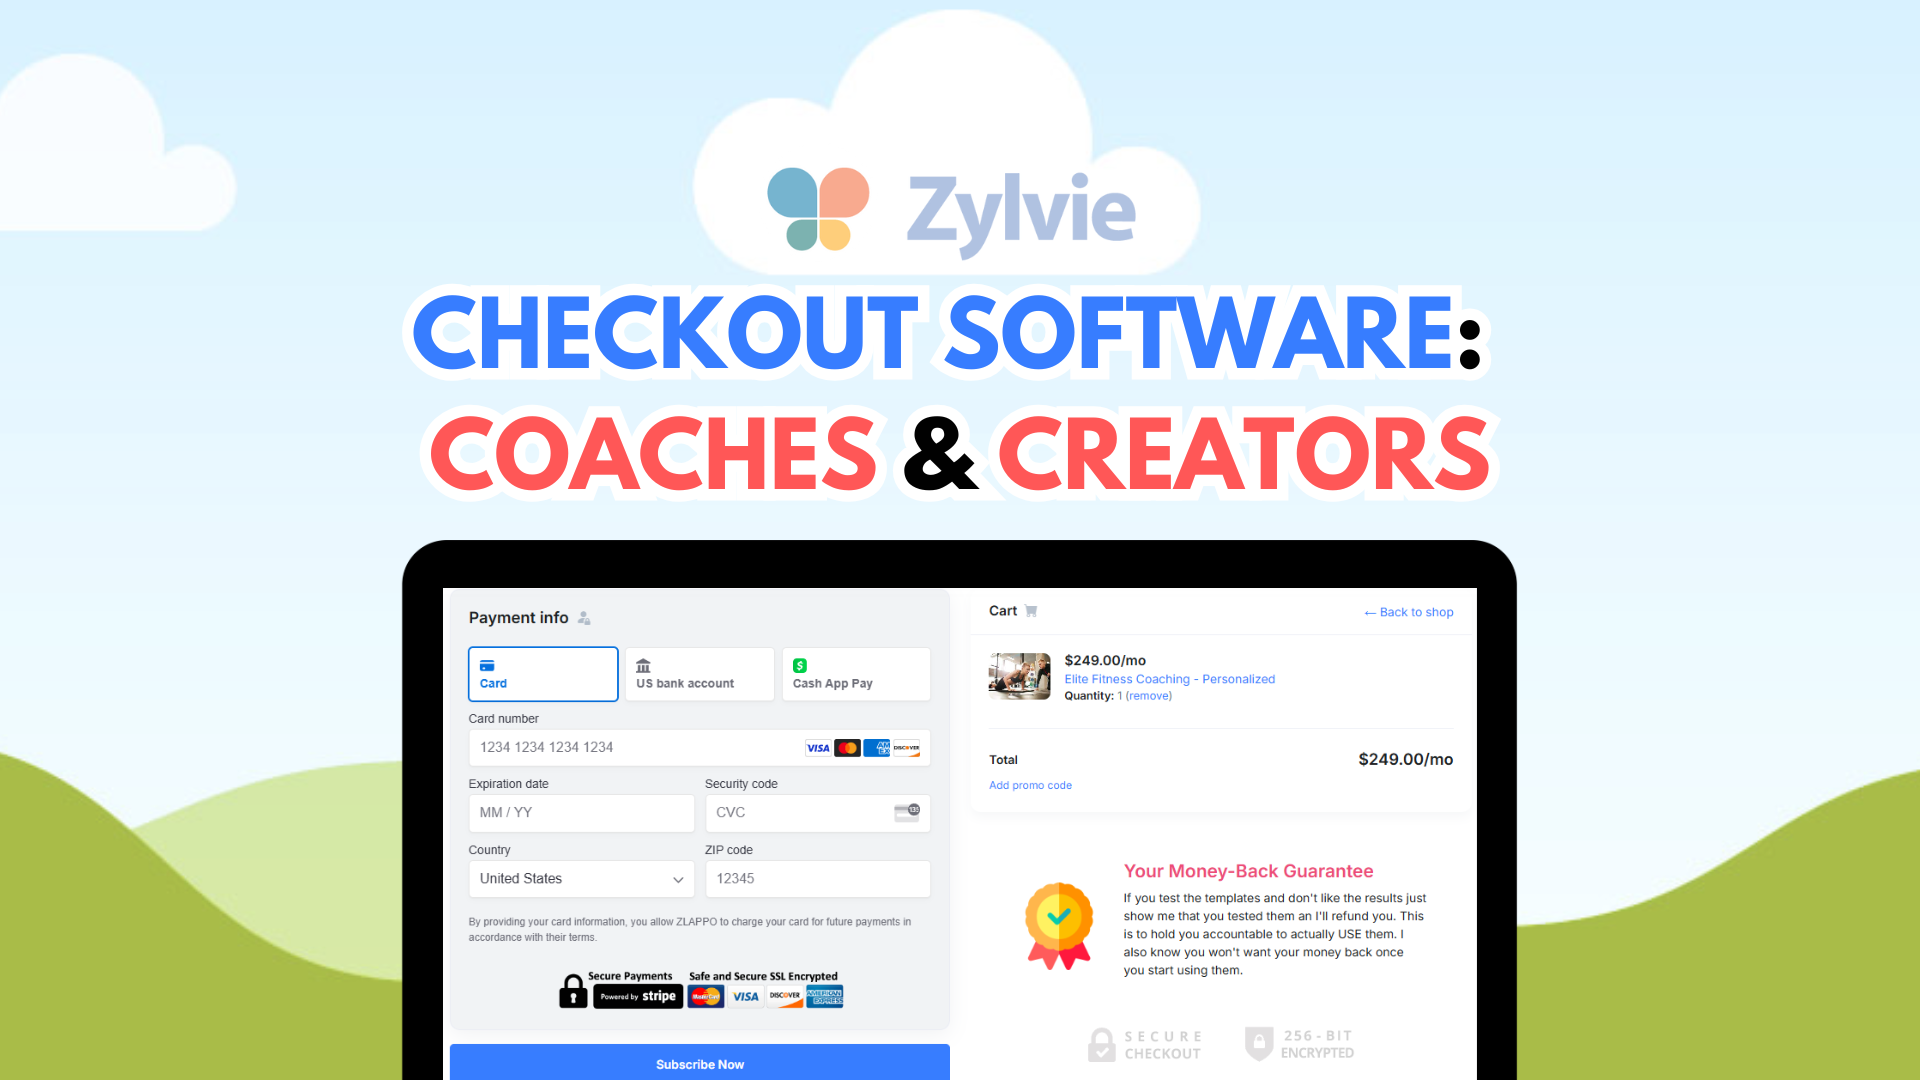 Zylvie
CHECKOUT SOFTWARE:
COACHES & CREATORS
Payment info
Card
US bank account
Cash App Pay
Card number
1234 1234 1234 1234
VISA
AMEX
DISCOVER
Expiration date
Security code
MM / YY
CVC
135
Country
ZIP code
United States
12345
By providing your card information, you allow ZLAPPO to charge your card for future payments in
accordance with their terms.
Secure Payments
Safe and Secure SSL Encrypted
Powered by stripe
MasterCard
VISA
DISCOVER
AMERICAN
EXPRESS
Subscribe Now
Cart
← Back to shop
$249.00/mo
Elite Fitness Coaching - Personalized
Quantity: 1 (remove)
Total
$249.00/mo
Add promo code
Your Money-Back Guarantee
If you test the templates and don't like the results just
show me that you tested them an I'll refund you. This
is to hold you accountable to actually USE them. I
also know you won't want your money back once
you start using them.
SECURE
CHECKOUT
256-BIT
ENCRYPTED